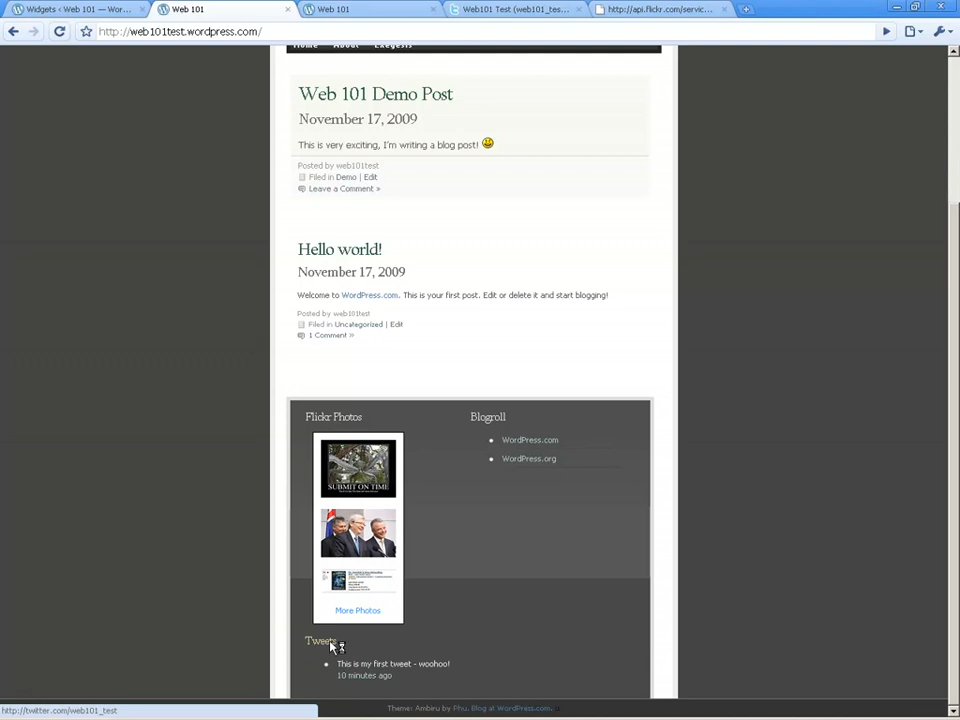 Widgets < Web 101 — Wor...
Web 101
Web 101
Web101 Test (web101_tes...
http://api.flickr.com/servic...
http://web101test.wordpress.com/
Home About Exegesis
Web 101 Demo Post
November 17, 2009
This is very exciting, I'm writing a blog post!
Posted by web101test
Filed in Demo | Edit
Leave a Comment »
Hello world!
November 17, 2009
Welcome to WordPress.com. This is your first post. Edit or delete it and start blogging!
Posted by web101test
Filed in Uncategorized | Edit
1 Comment »
Flickr Photos
Blogroll
WordPress.com
WordPress.org
SUBMIT ON TIME
More Photos
Tweets
This is my first tweet - woohoo!
10 minutes ago
Theme: Ambiru by Phu. Blog at WordPress.com.
http://twitter.com/web101_test